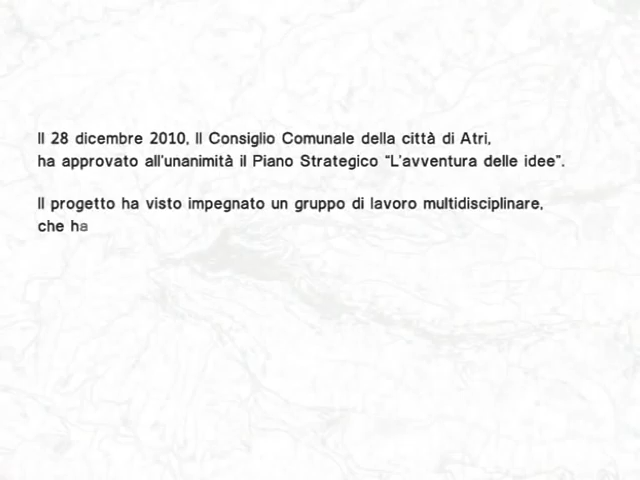 Il 28 dicembre 2010, Il Consiglio Comunale della città di Atri,
ha approvato all'unanimità il Piano Strategico “L'avventura delle idee”.
Il progetto ha visto impegnato un gruppo di lavoro multidisciplinare,
che ha